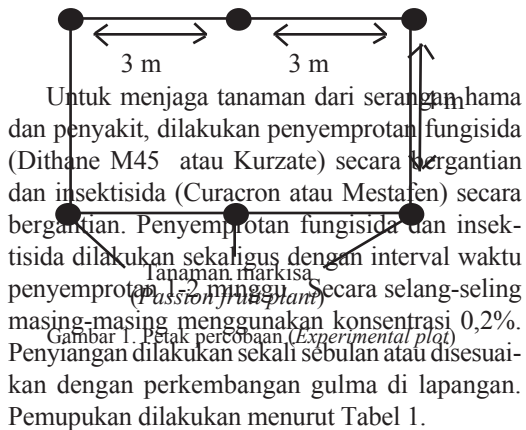 3 m 3 m
4 m
Untuk menjaga tanaman dari serangan hama
dan penyakit, dilakukan penyemprotan fungisida
(Dithane M45 atau Kurzate) secara bergantian
dan insektisida (Curacron atau Mestafen) secara
bergantian. Penyemprotan fungisida dan insek-
tisida dilakukan sekaligus dengan interval waktu
penyemprotan 1-2 minggu. Secara selang-seling
masing-masing menggunakan konsentrasi 0,2%.
Penyiangan dilakukan sekali sebulan atau disesuai-
kan dengan perkembangan gulma di lapangan.
Pemupukan dilakukan menurut Tabel 1.
Tanaman markisa
(Passion fruit plant)
Gambar 1. Petak percobaan (Experimental plot)